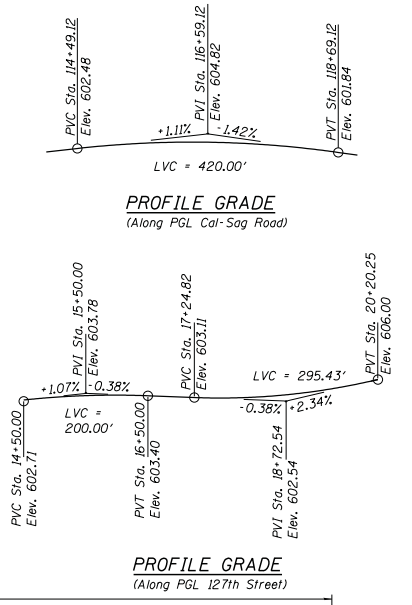 PVC Sta. 114+49.12
Elev. 602.48
PVI Sta. 116+59.12
Elev. 604.82
PVT Sta. 118+69.12
Elev. 601.84
+1.11%
-1.42%
LVC = 420.00'
PROFILE GRADE
(Along PGL Cal-Sag Road)
PVI Sta. 15+50.00
Elev. 603.78
PVC Sta. 17+24.82
Elev. 603.11
PVT Sta. 20+20.25
Elev. 606.00
+1.07%
-0.38%
LVC =
200.00'
LVC = 295.43'
-0.38%
+2.34%
PVC Sta. 14+50.00
Elev. 602.71
PVT Sta. 16+50.00
Elev. 603.40
PVI Sta. 18+72.54
Elev. 602.54
PROFILE GRADE
(Along PGL 127th Street)